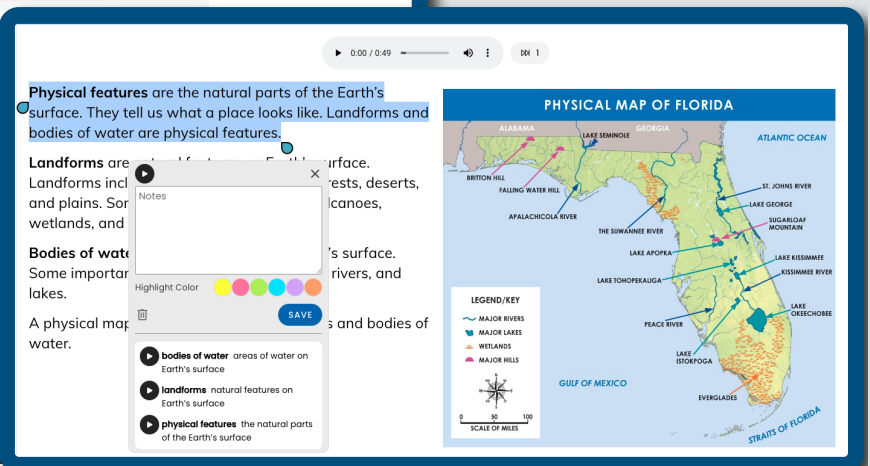 0:00 / 0:49
1
Physical features are the natural parts of the Earth's
surface. They tell us what a place looks like. Landforms and
bodies of water are physical features.
Landforms are
surface.
Landforms
deserts,
and plains.
wetlands, and
Bodies of
surface.
Some
rivers, and
lakes.
A physical map
and bodies of
water.
Notes
Highlight Color
SAVE
bodies of water areas of water on
Earth's surface
landforms natural features on
Earth's surface
physical features the natural parts
of the Earth's surface
PHYSICAL MAP OF FLORIDA
ALABAMA
GEORGIA
LAKE SEMINOLE
ATLANTIC OCEAN
BRITTON HILL
FALLING WATER HILL
APALACHICOLA RIVER
THE SUWANNEE RIVER
ST. JOHNS RIVER
LAKE GEORGE
SUGARLOAF
MOUNTAIN
LAKE APOPKA
LAKE KISSIMMEE
KISSIMMEE RIVER
LAKE TOHOPEKALIGA
LAKE
OKEECHOBEE
PEACE RIVER
LAKE
ISTOKPOGA
EVERGLADES
GULF OF MEXICO
STRAITS OF FLORIDA
LEGEND/KEY
MAJOR RIVERS
MAJOR LAKES
WETLANDS
MAJOR HILLS
0 50 100
SCALE OF MILES